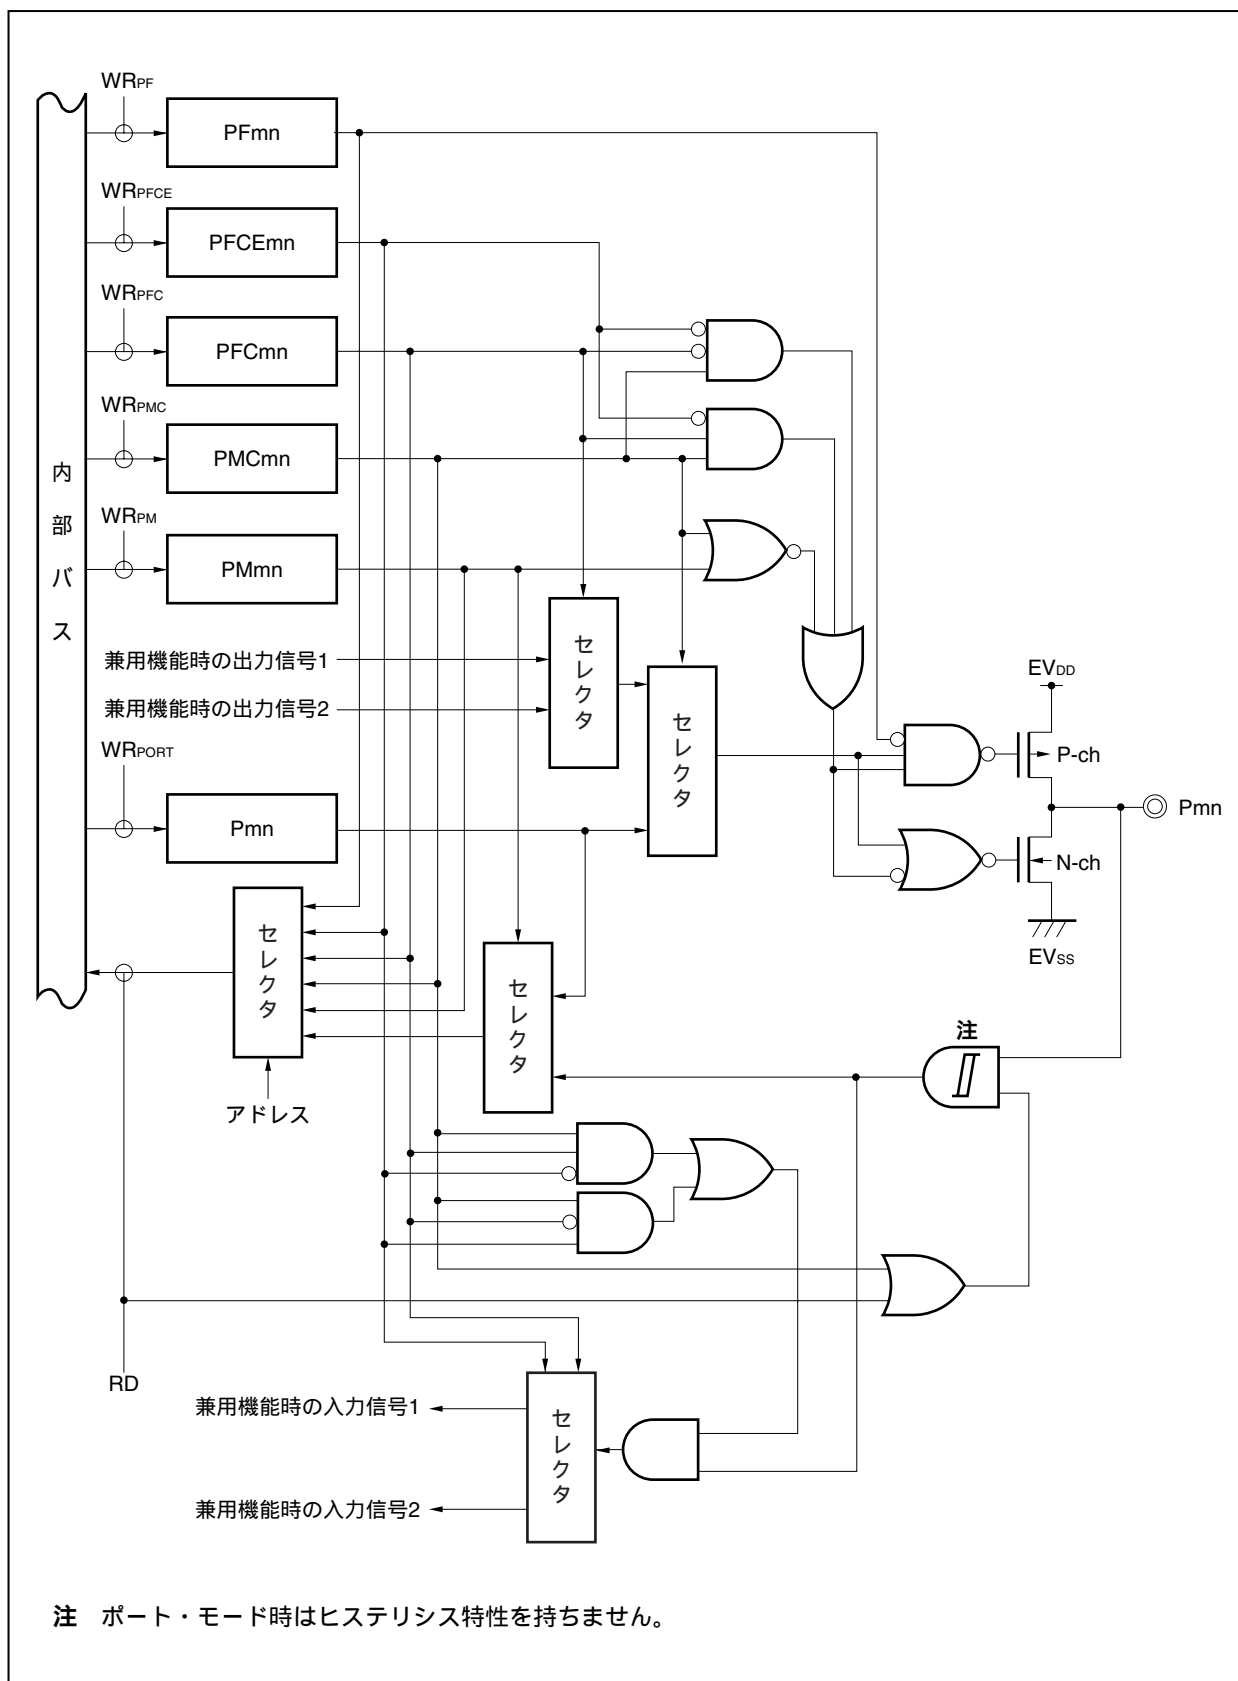 WRPF
PFmn
WRPFCE
PFCEmn
WRPFC
PFCmn
WRPMC
PMCmn
WRPM
PMmn
内部バス
兼用機能時の出力信号1
兼用機能時の出力信号2
セレクタ
セレクタ
WRPORT
Pmn
EVDD
P-ch
Pmn
N-ch
EVSS
セレクタ
セレクタ
アドレス
注
RD
兼用機能時の入力信号1
兼用機能時の入力信号2
セレクタ
注 ポート・モード時はヒステリシス特性を持ちません。